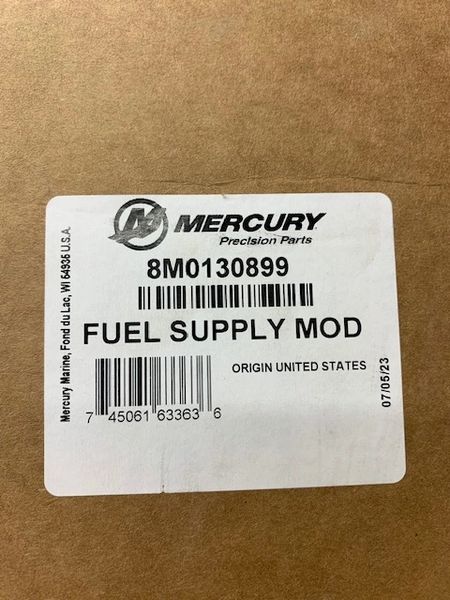 MERCURY
Precision Parts
8M0130899
FUEL SUPPLY MOD
ORIGIN UNITED STATES
7 45061 63363 6
07/05/23
Mercury Marine, Fond du Lac, WI 54935 U.S.A.